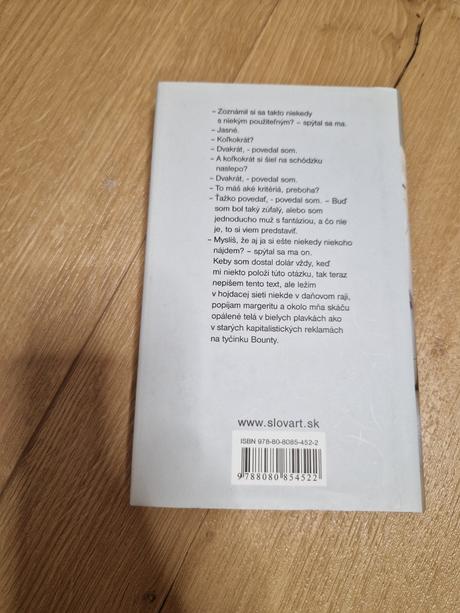 – Zoznámil si sa takto niekedy
s niekým použiteľným? – spýtal sa ma.
– Jasné.
– Koľkokrát?
– Dvakrát, - povedal som.
– A koľkokrát si šiel na schôdzku
naslepo?
– Dvakrát, - povedal som.
– To máš aké kritériá, preboha?
– Ťažko povedať, - povedal som. – Buď
som bol taký zúfalý, alebo som
jednoducho muž s fantáziou, a čo nie
je, to si viem predstaviť.
– Myslíš, že aj ja si ešte niekedy niekoho
nájdem? – spýtal sa ma on.
Keby som dostal dolár vždy, keď
mi niekto položí túto otázku, tak teraz
nepíšem tento text, ale ležím
v hojdacej sieti niekde v daňovom raji,
popíjam margeritu a okolo mňa skáču
opálené telá v bielych plavkách ako
v starých kapitalistických reklamách
na tyčinku Bounty.
www.slovart.sk
ISBN 978-80-8085-452-2
9788080854522